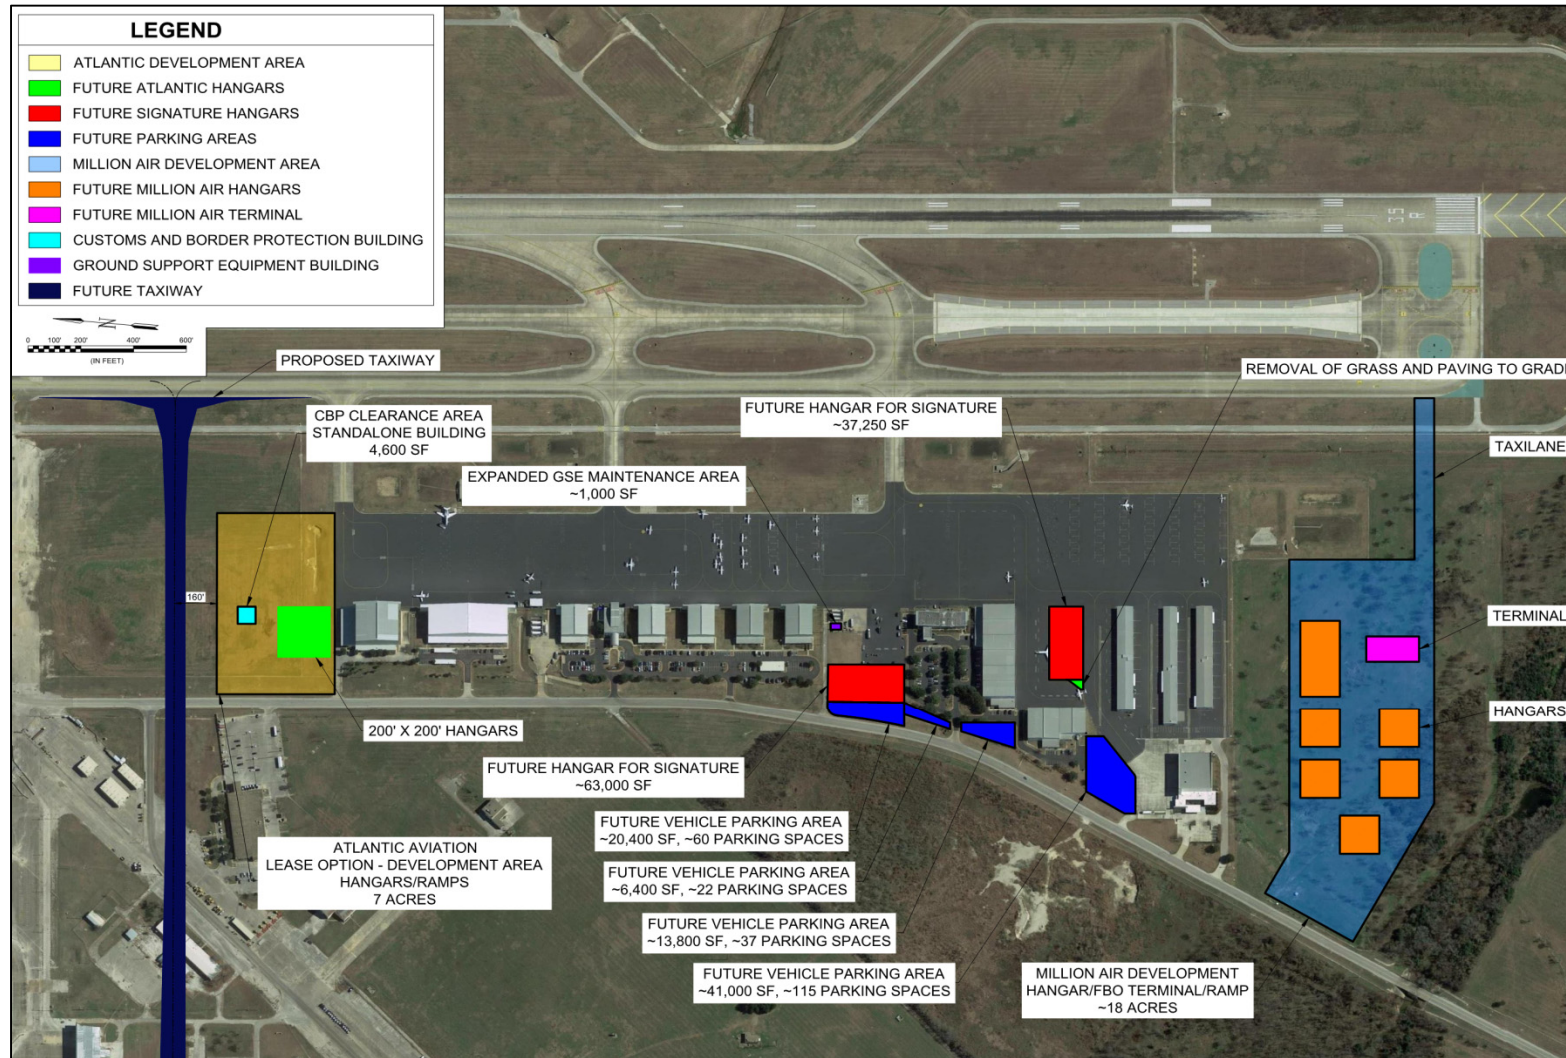 LEGEND
ATLANTIC DEVELOPMENT AREA
FUTURE ATLANTIC HANGARS
FUTURE SIGNATURE HANGARS
FUTURE PARKING AREAS
MILLION AIR DEVELOPMENT AREA
FUTURE MILLION AIR HANGARS
FUTURE MILLION AIR TERMINAL
CUSTOMS AND BORDER PROTECTION BUILDING
GROUND SUPPORT EQUIPMENT BUILDING
FUTURE TAXIWAY
N
0 100' 200' 400' 600'
(IN FEET)
35
R
PROPOSED TAXIWAY
REMOVAL OF GRASS AND PAVING TO GRAD
CBP CLEARANCE AREA
STANDALONE BUILDING
4,600 SF
FUTURE HANGAR FOR SIGNATURE
~37,250 SF
TAXILANE
EXPANDED GSE MAINTENANCE AREA
~1,000 SF
160'
TERMINAL
HANGARS
200' X 200' HANGARS
FUTURE HANGAR FOR SIGNATURE
~63,000 SF
FUTURE VEHICLE PARKING AREA
~20,400 SF, ~60 PARKING SPACES
ATLANTIC AVIATION
LEASE OPTION - DEVELOPMENT AREA
HANGARS/RAMPS
7 ACRES
FUTURE VEHICLE PARKING AREA
~6,400 SF, ~22 PARKING SPACES
FUTURE VEHICLE PARKING AREA
~13,800 SF, ~37 PARKING SPACES
FUTURE VEHICLE PARKING AREA
~41,000 SF, ~115 PARKING SPACES
MILLION AIR DEVELOPMENT
HANGAR/FBO TERMINAL/RAMP
~18 ACRES